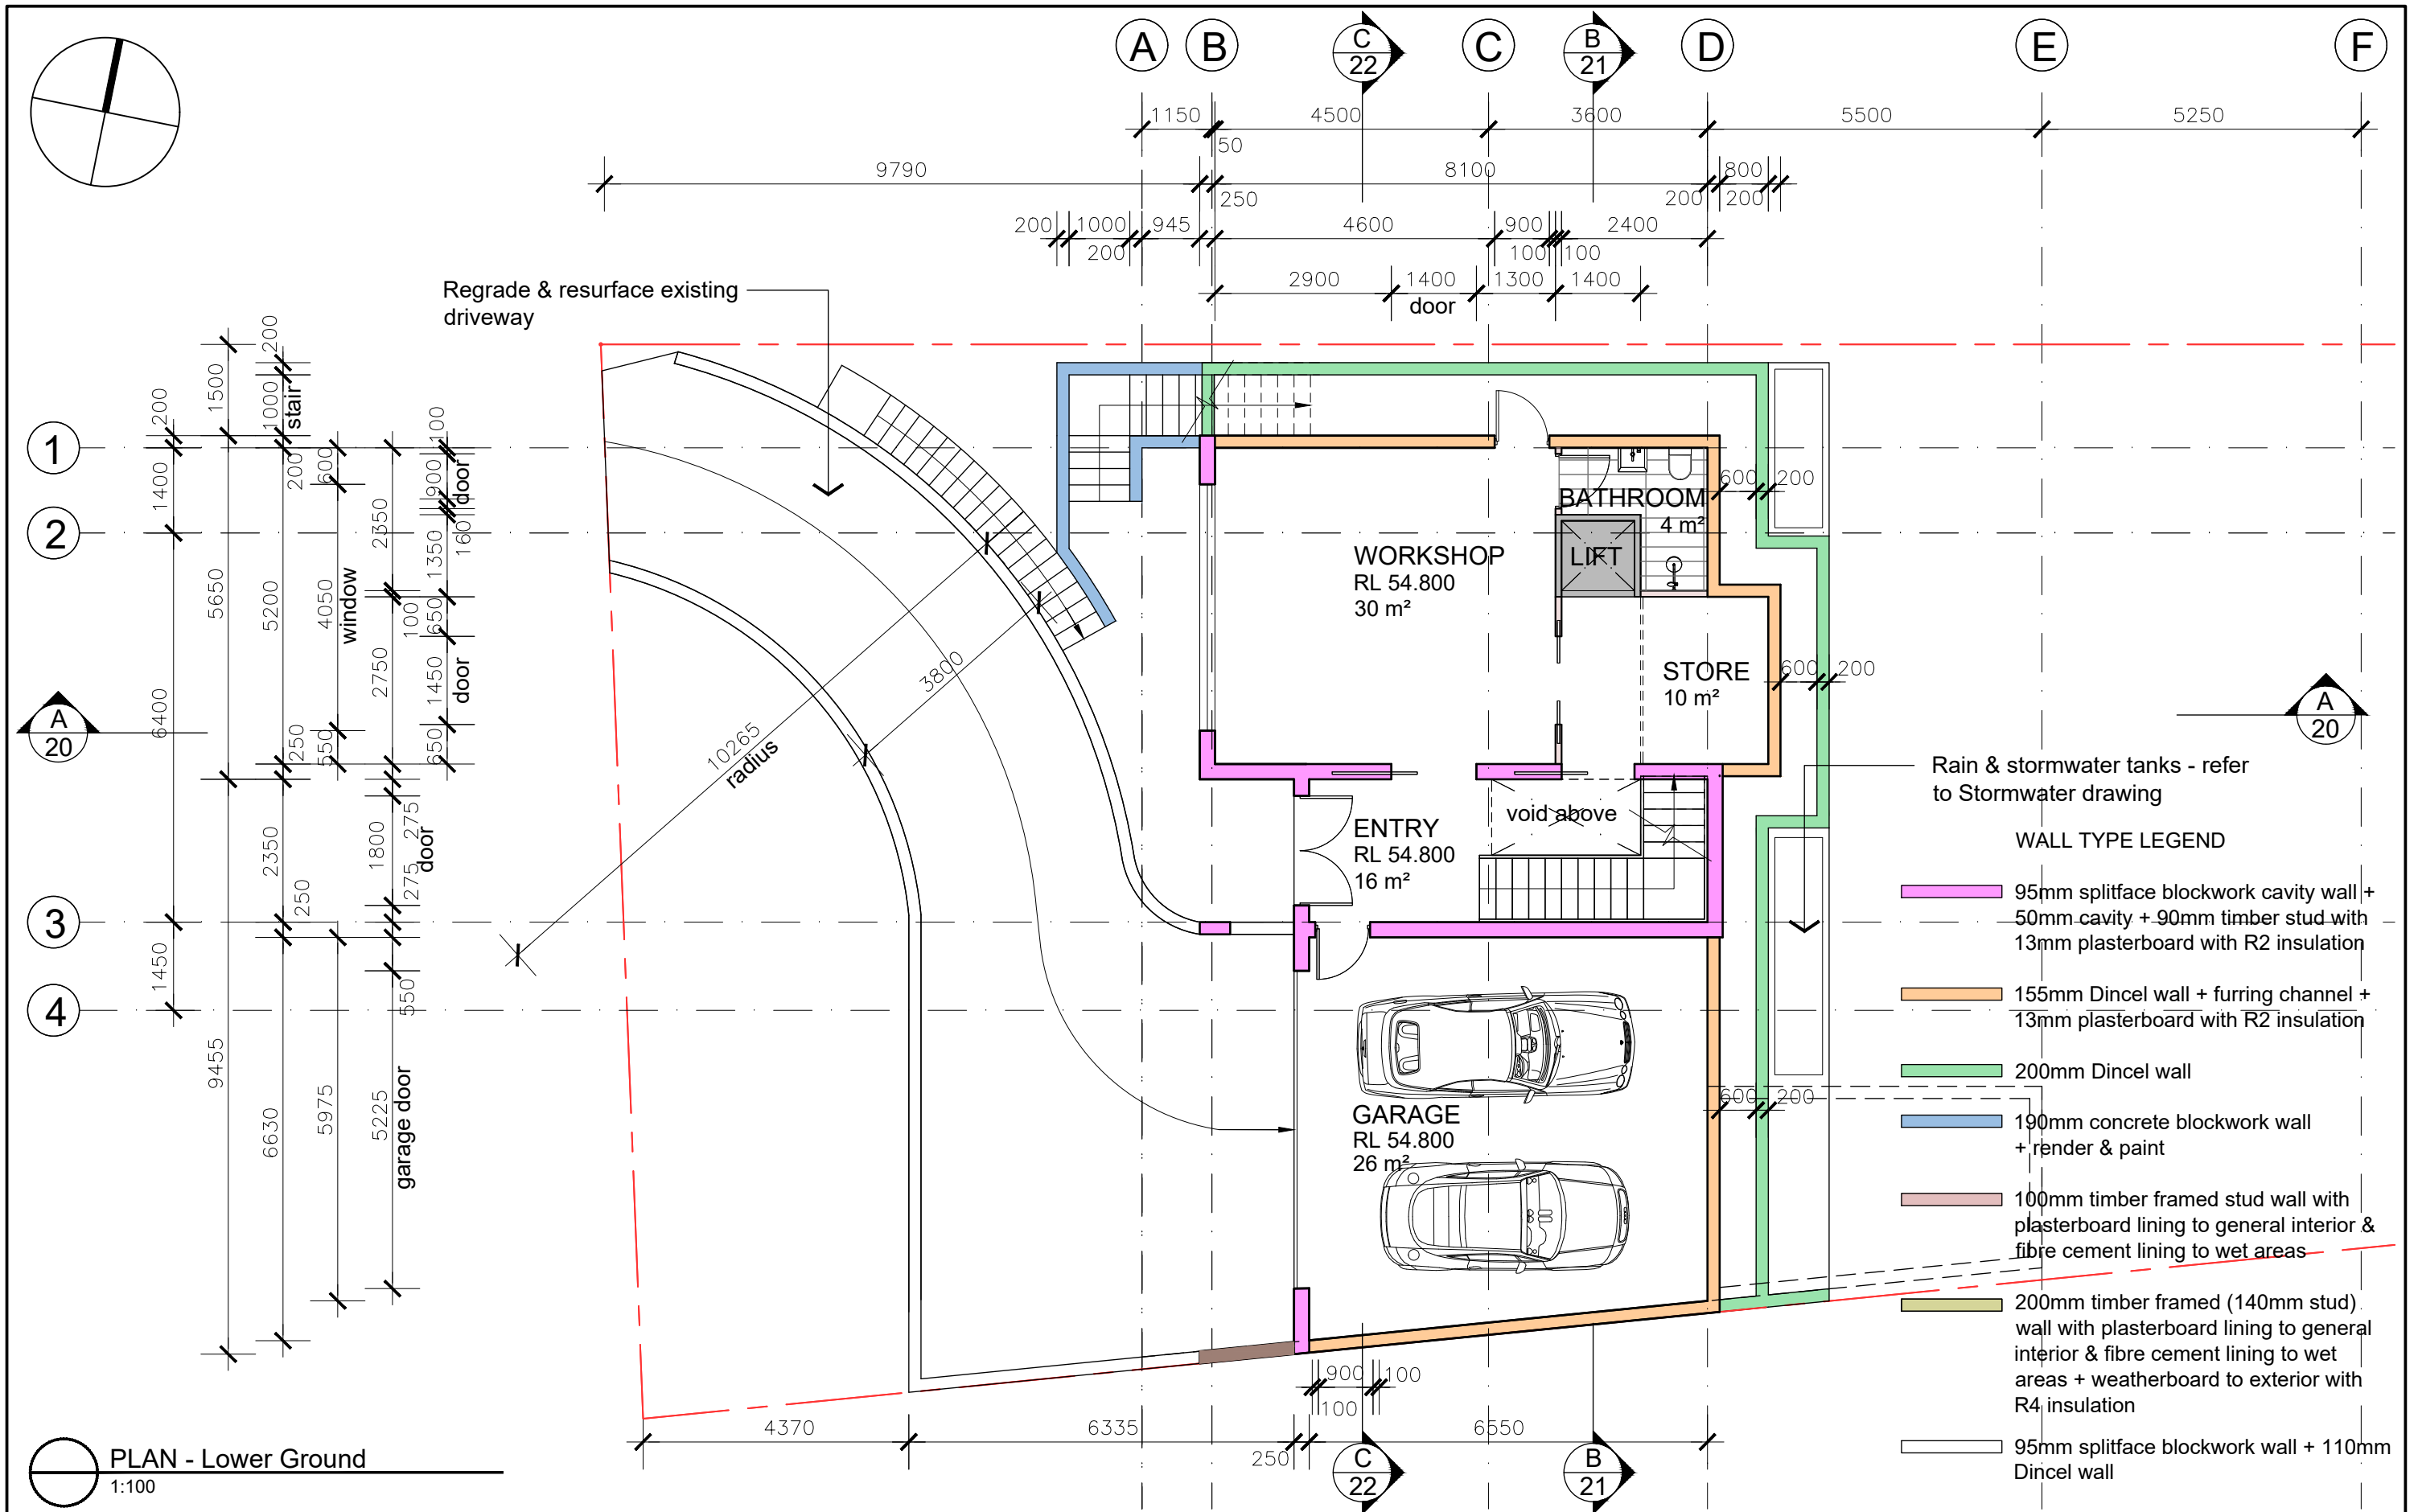 A
B
C
22
C
B
21
D
E
F
1150
4500
3600
5500
5250
50
9790
8100
800
250
200
200
200
1000
945
4600
900
2400
200
100
100
2900
1400
1300
1400
door
Regrade & resurface existing
driveway
200
1500
1000
stair
200
100
1
1400
200
600
900
door
2
2350
160
1350
5650
5200
4050
window
100
650
6400
2750
1450
door
250
550
650
A
20
3
2350
1800
275
door
275
250
4
1450
550
9455
6630
5975
5225
garage door
10265
radius
3800
WORKSHOP
RL 54.800
30 m²
BATHROOM
4 m²
LIFT
STORE
10 m²
600
200
600
200
600
200
void above
ENTRY
RL 54.800
16 m²
GARAGE
RL 54.800
26 m²
A
20
Rain & stormwater tanks - refer
to Stormwater drawing
WALL TYPE LEGEND
95mm splitface blockwork cavity wall +
50mm cavity + 90mm timber stud with
13mm plasterboard with R2 insulation
155mm Dincel wall + furring channel +
13mm plasterboard with R2 insulation
200mm Dincel wall
190mm concrete blockwork wall
+ render & paint
100mm timber framed stud wall with
plasterboard lining to general interior &
fibre cement lining to wet areas
200mm timber framed (140mm stud)
wall with plasterboard lining to general
interior & fibre cement lining to wet
areas + weatherboard to exterior with
R4 insulation
95mm splitface blockwork wall + 110mm
Dincel wall
900
100
100
4370
6335
6550
250
C
22
B
21
PLAN - Lower Ground
1:100